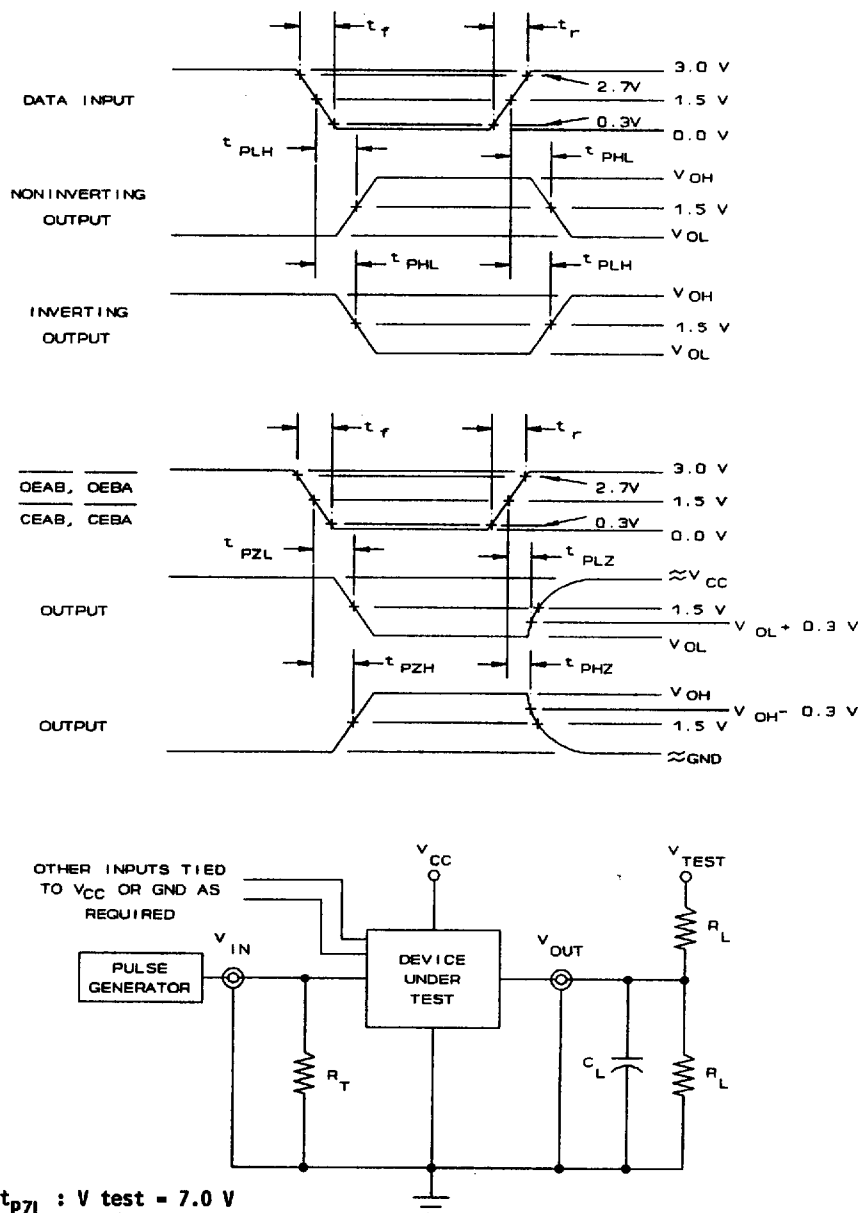 t f
t r
3.0 V
2.7V
DATA INPUT
1.5 V
0.3V
0.0 V
t PLH
t PHL
V OH
NONINVERTING
OUTPUT
1.5 V
V OL
t PHL
t PLH
V OH
INVERTING
OUTPUT
1.5 V
V OL
t f
t r
3.0 V
OEAB, OEBA
2.7V
1.5 V
CEAB, CEBA
0.3V
0.0 V
t PZL
t PLZ
≈V CC
OUTPUT
1.5 V
V OL + 0.3 V
V OL
t PZH
t PHZ
V OH
V OH- 0.3 V
OUTPUT
1.5 V
≈GND
OTHER INPUTS TIED
TO VCC OR GND AS
REQUIRED
V CC
V TEST
R L
V IN
V OUT
PULSE
GENERATOR
DEVICE
UNDER
TEST
R T
C L
R L
tPZL : V test = 7.0 V